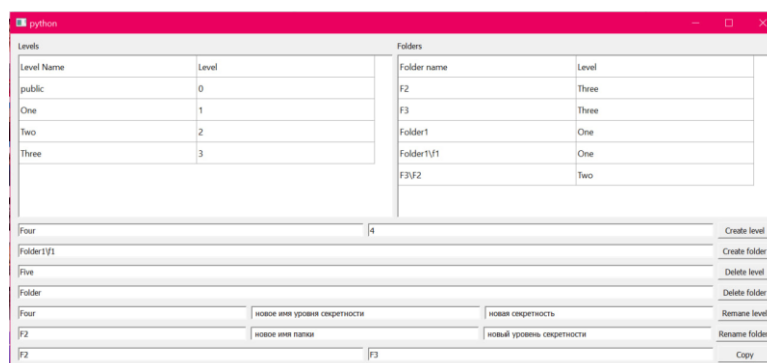 python
Levels Folders
Level Name Level Folder name Level
public 0 F2 Three
One 1 F3 Three
Two 2 Folder1 One
Three 3 Folder1\f1 One
F3\F2 Two
Four 4 Create level
Folder1\f1 Create folder
Five Delete level
Folder Delete folder
Four новое имя уровня секретности новая секретность Remane level
F2 новое имя папки новый уровень секретности Rename folder
F2 F3 Copy